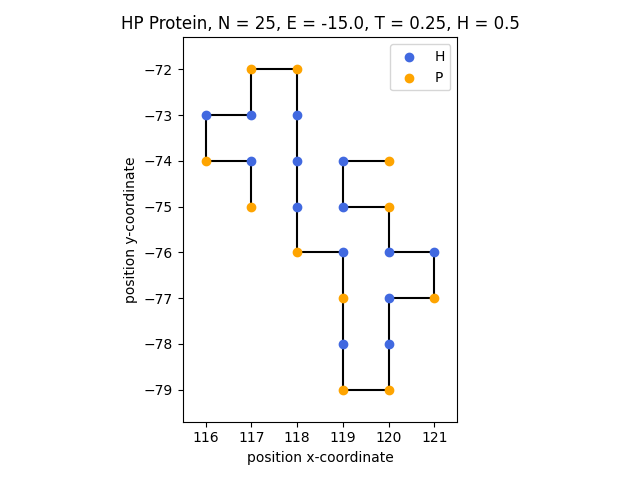 HP Protein, N = 25, E = -15.0, T = 0.25, H = 0.5
H
P
−72
−73
−74
−75
−76
−77
−78
−79
position y-coordinate
116 117 118 119 120 121
position x-coordinate